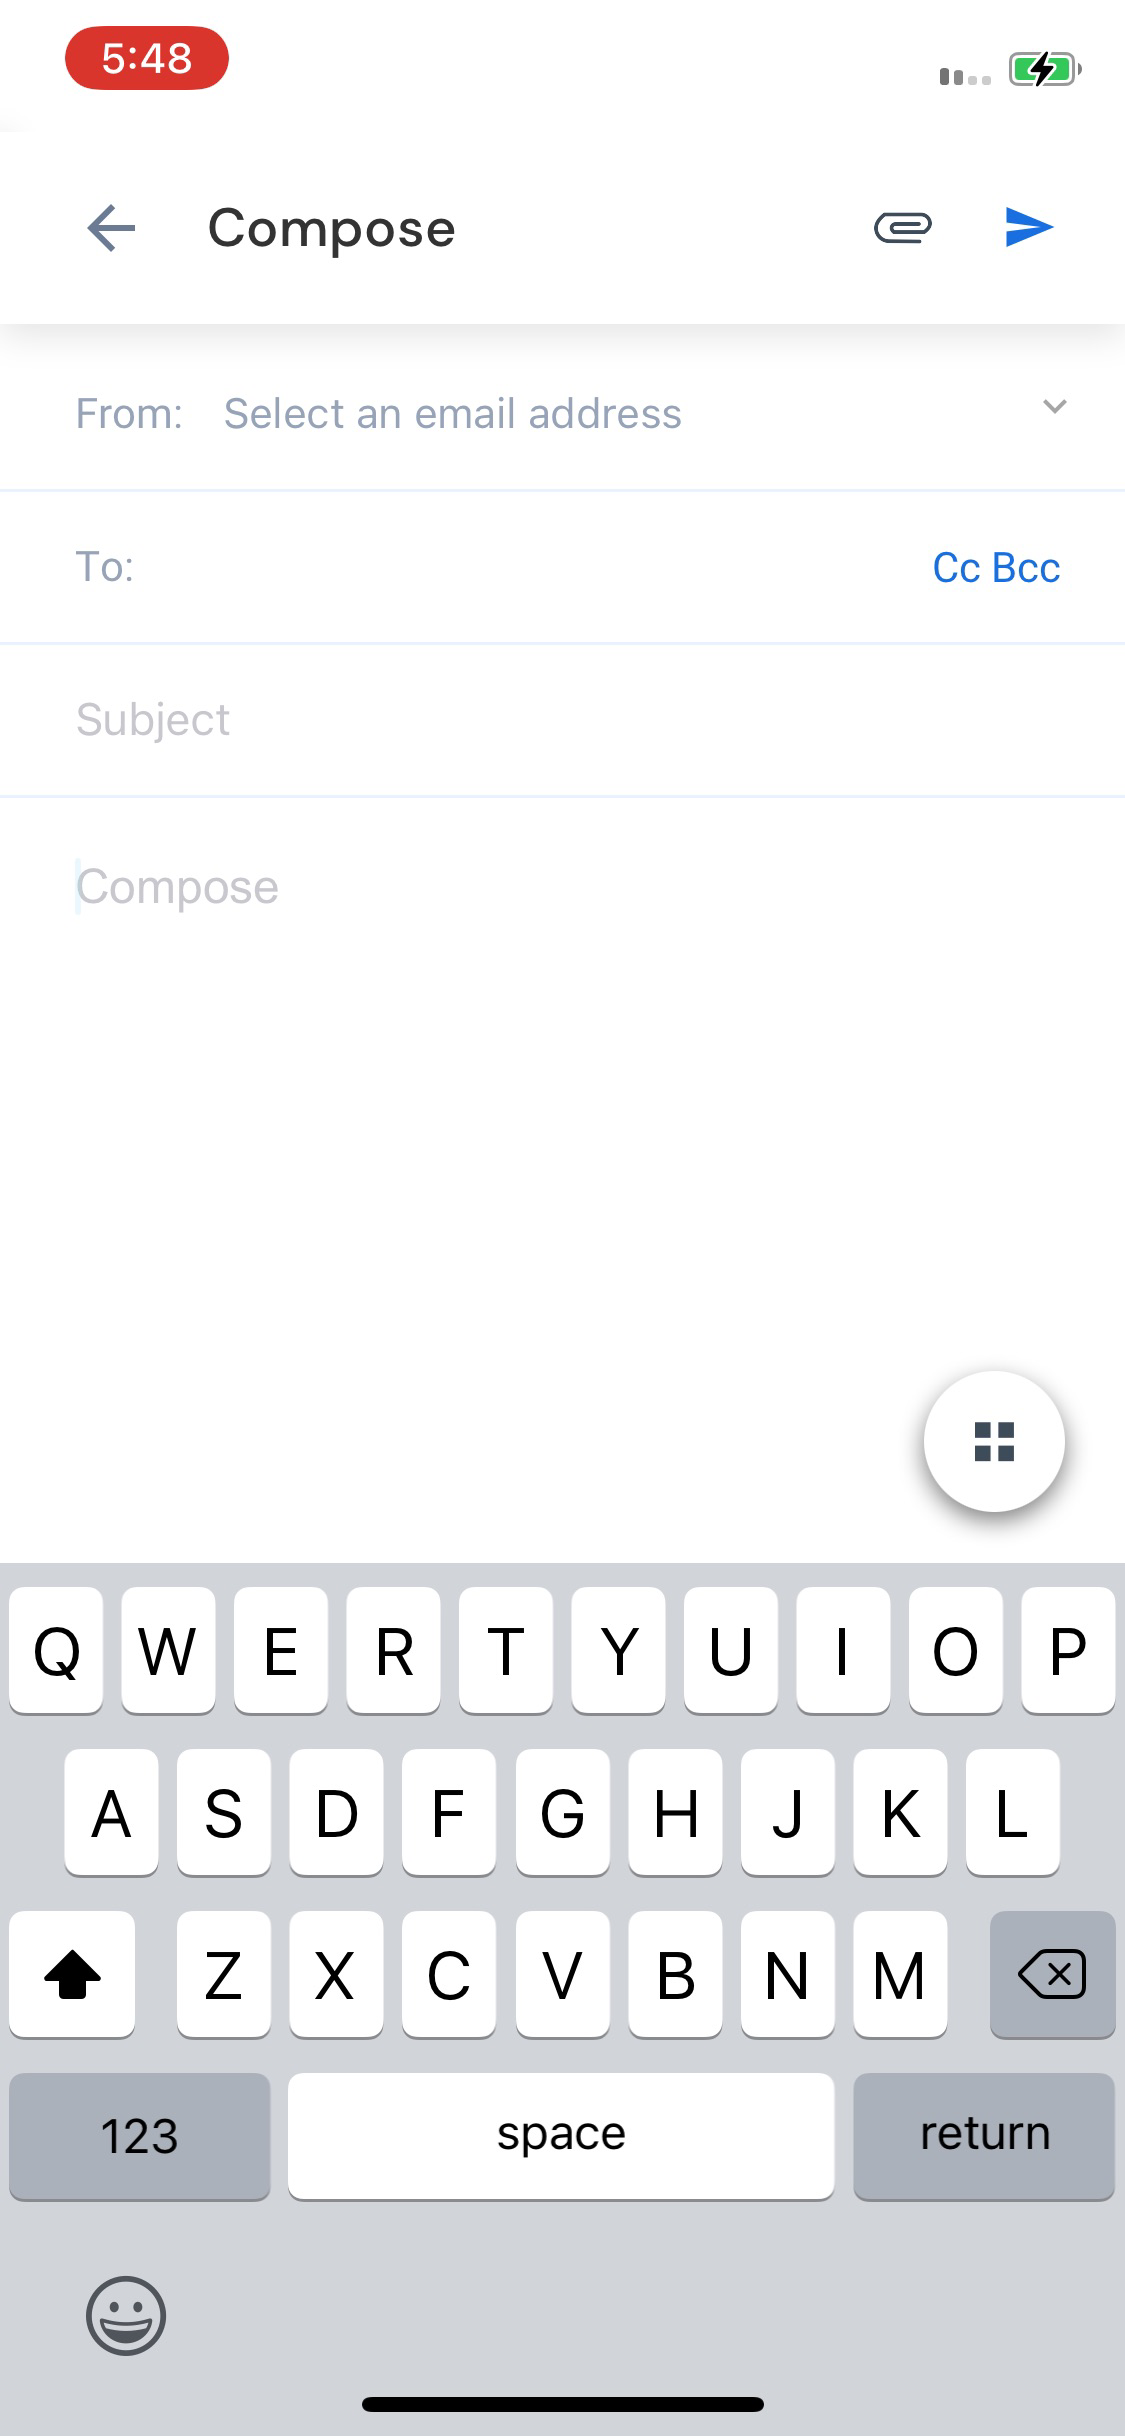 5:48
Compose
From: Select an email address
To: Cc Bcc
Subject
Compose
Q W E R T Y U I O P
A S D F G H J K L
Z X C V B N M
123 space return